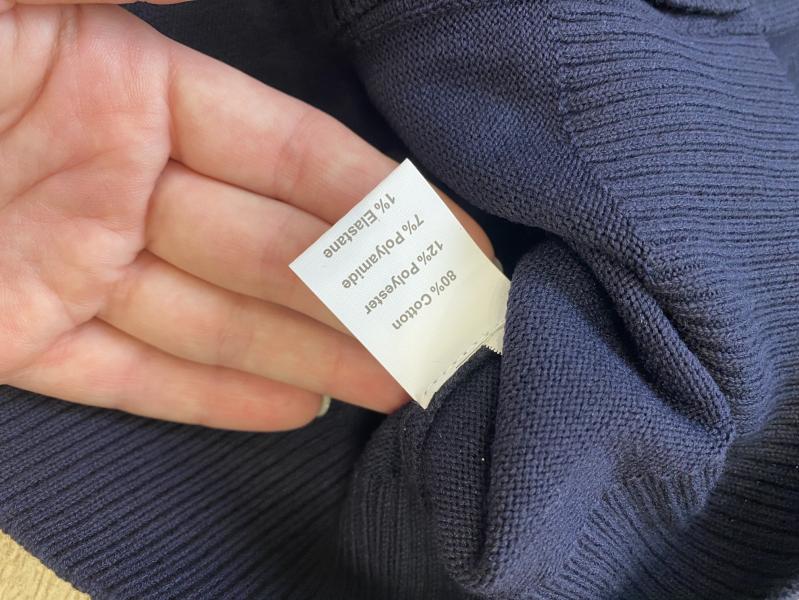 80% Cotton
12% Polyester
7% Polyamide
1% Elastane